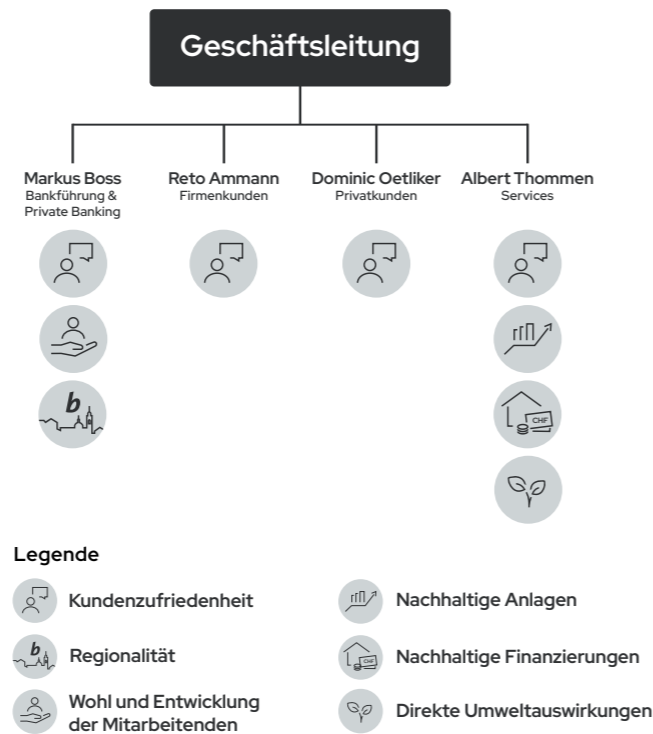 Geschäftsleitung
Markus Boss
Bankführung &
Private Banking
Reto Ammann
Firmenkunden
Dominic Oetliker
Privatkunden
Albert Thommen
Services
b
CHF
Legende
Kundenzufriedenheit
b
Regionalität
Wohl und Entwicklung
der Mitarbeitenden
Nachhaltige Anlagen
CHF
Nachhaltige Finanzierungen
Direkte Umweltauswirkungen